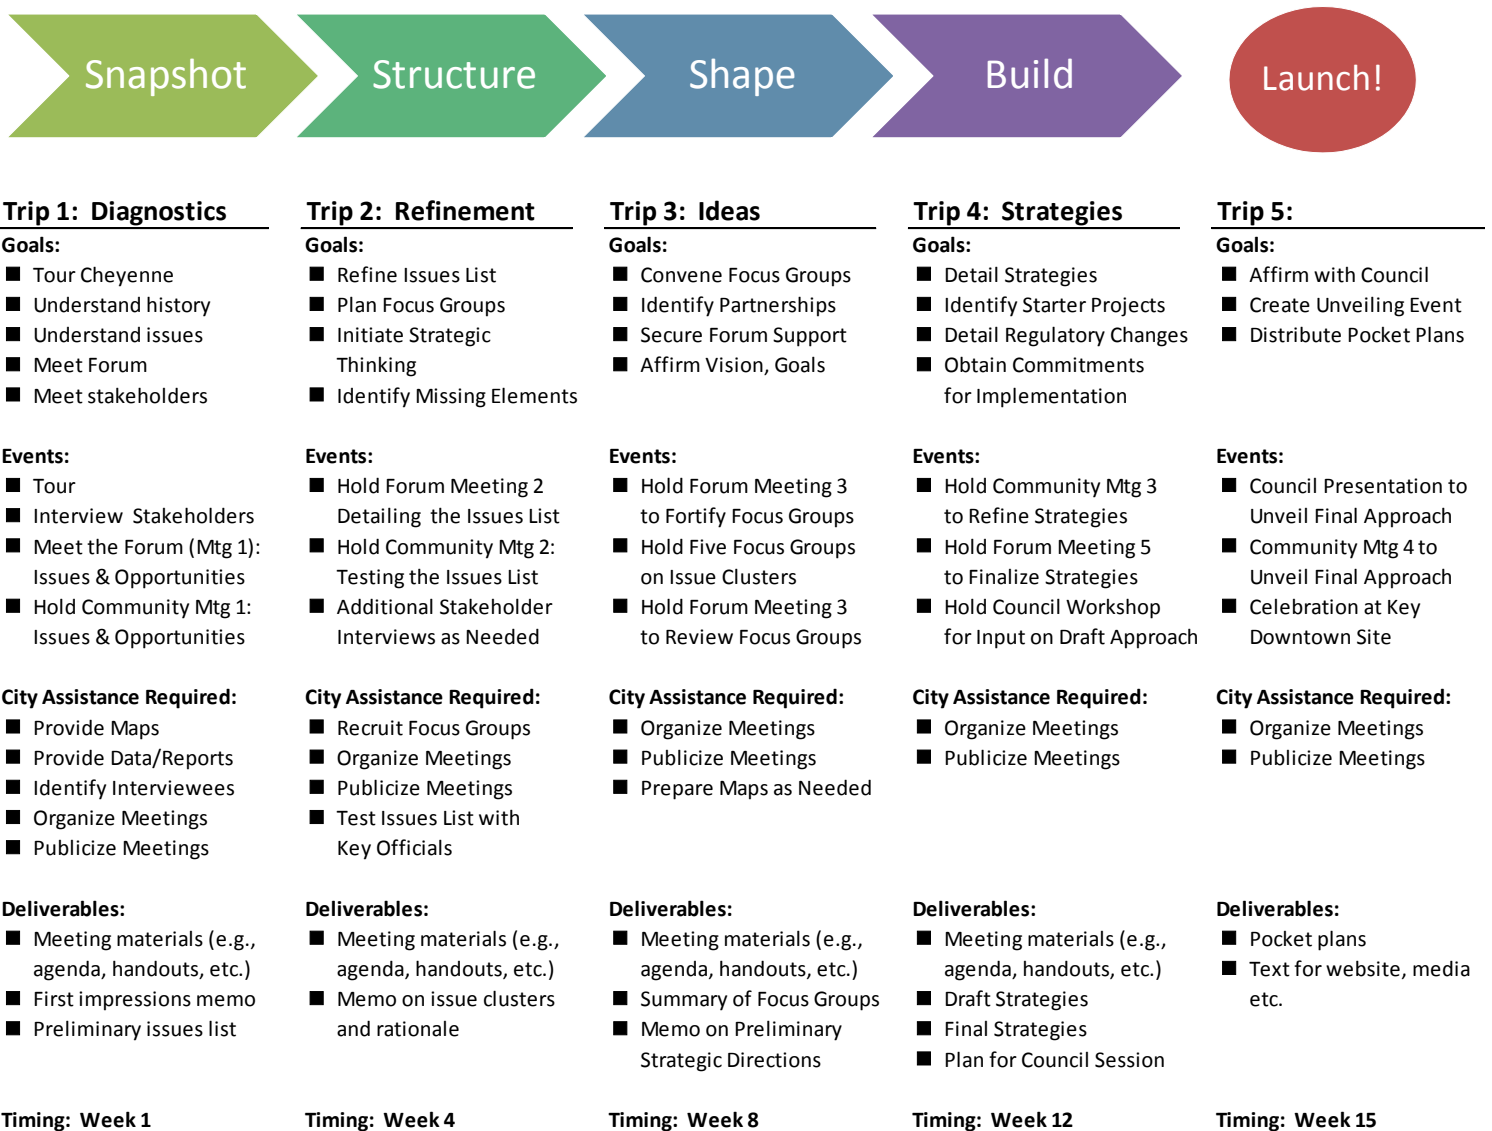 Snapshot
Structure
Shape
Build
Launch!
Trip 1:  Diagnostics
Goals:
■ Tour Cheyenne
■ Understand history
■ Understand issues
■ Meet Forum
■ Meet stakeholders
Events:
■ Tour
■ Interview  Stakeholders
■ Meet the Forum (Mtg 1):
Issues & Opportunities
■ Hold Community Mtg 1:
Issues & Opportunities
City Assistance Required:
■ Provide Maps
■ Provide Data/Reports
■ Identify Interviewees
■ Organize Meetings
■ Publicize Meetings
Deliverables:
■ Meeting materials (e.g.,
agenda, handouts, etc.)
■ First impressions memo
■ Preliminary issues list
Timing:  Week 1
Trip 2:  Refinement
Goals:
■ Refine Issues List
■ Plan Focus Groups
■ Initiate Strategic
Thinking
■ Identify Missing Elements
Events:
■ Hold Forum Meeting 2
Detailing  the Issues List
■ Hold Community Mtg 2:
Testing the Issues List
■ Additional Stakeholder
Interviews as Needed
City Assistance Required:
■ Recruit Focus Groups
■ Organize Meetings
■ Publicize Meetings
■ Test Issues List with
Key Officials
Deliverables:
■ Meeting materials (e.g.,
agenda, handouts, etc.)
■ Memo on issue clusters
and rationale
Timing:  Week 4
Trip 3:  Ideas
Goals:
■ Convene Focus Groups
■ Identify Partnerships
■ Secure Forum Support
■ Affirm Vision, Goals
Events:
■ Hold Forum Meeting 3
to Fortify Focus Groups
■ Hold Five Focus Groups
on Issue Clusters
■ Hold Forum Meeting 3
to Review Focus Groups
City Assistance Required:
■ Organize Meetings
■ Publicize Meetings
■ Prepare Maps as Needed
Deliverables:
■ Meeting materials (e.g.,
agenda, handouts, etc.)
■ Summary of Focus Groups
■ Memo on Preliminary
Strategic Directions
Timing:  Week 8
Trip 4:  Strategies
Goals:
■ Detail Strategies
■ Identify Starter Projects
■ Detail Regulatory Changes
■ Obtain Commitments
for Implementation
Events:
■ Hold Community Mtg 3
to Refine Strategies
■ Hold Forum Meeting 5
to Finalize Strategies
■ Hold Council Workshop
for Input on Draft Approach
City Assistance Required:
■ Organize Meetings
■ Publicize Meetings
Deliverables:
■ Meeting materials (e.g.,
agenda, handouts, etc.)
■ Draft Strategies
■ Final Strategies
■ Plan for Council Session
Timing:  Week 12
Trip 5:
Goals:
■ Affirm with Council
■ Create Unveiling Event
■ Distribute Pocket Plans
Events:
■ Council Presentation to
Unveil Final Approach
■ Community Mtg 4 to
Unveil Final Approach
■ Celebration at Key
Downtown Site
City Assistance Required:
■ Organize Meetings
■ Publicize Meetings
Deliverables:
■ Pocket plans
■ Text for website, media
etc.
Timing:  Week 15